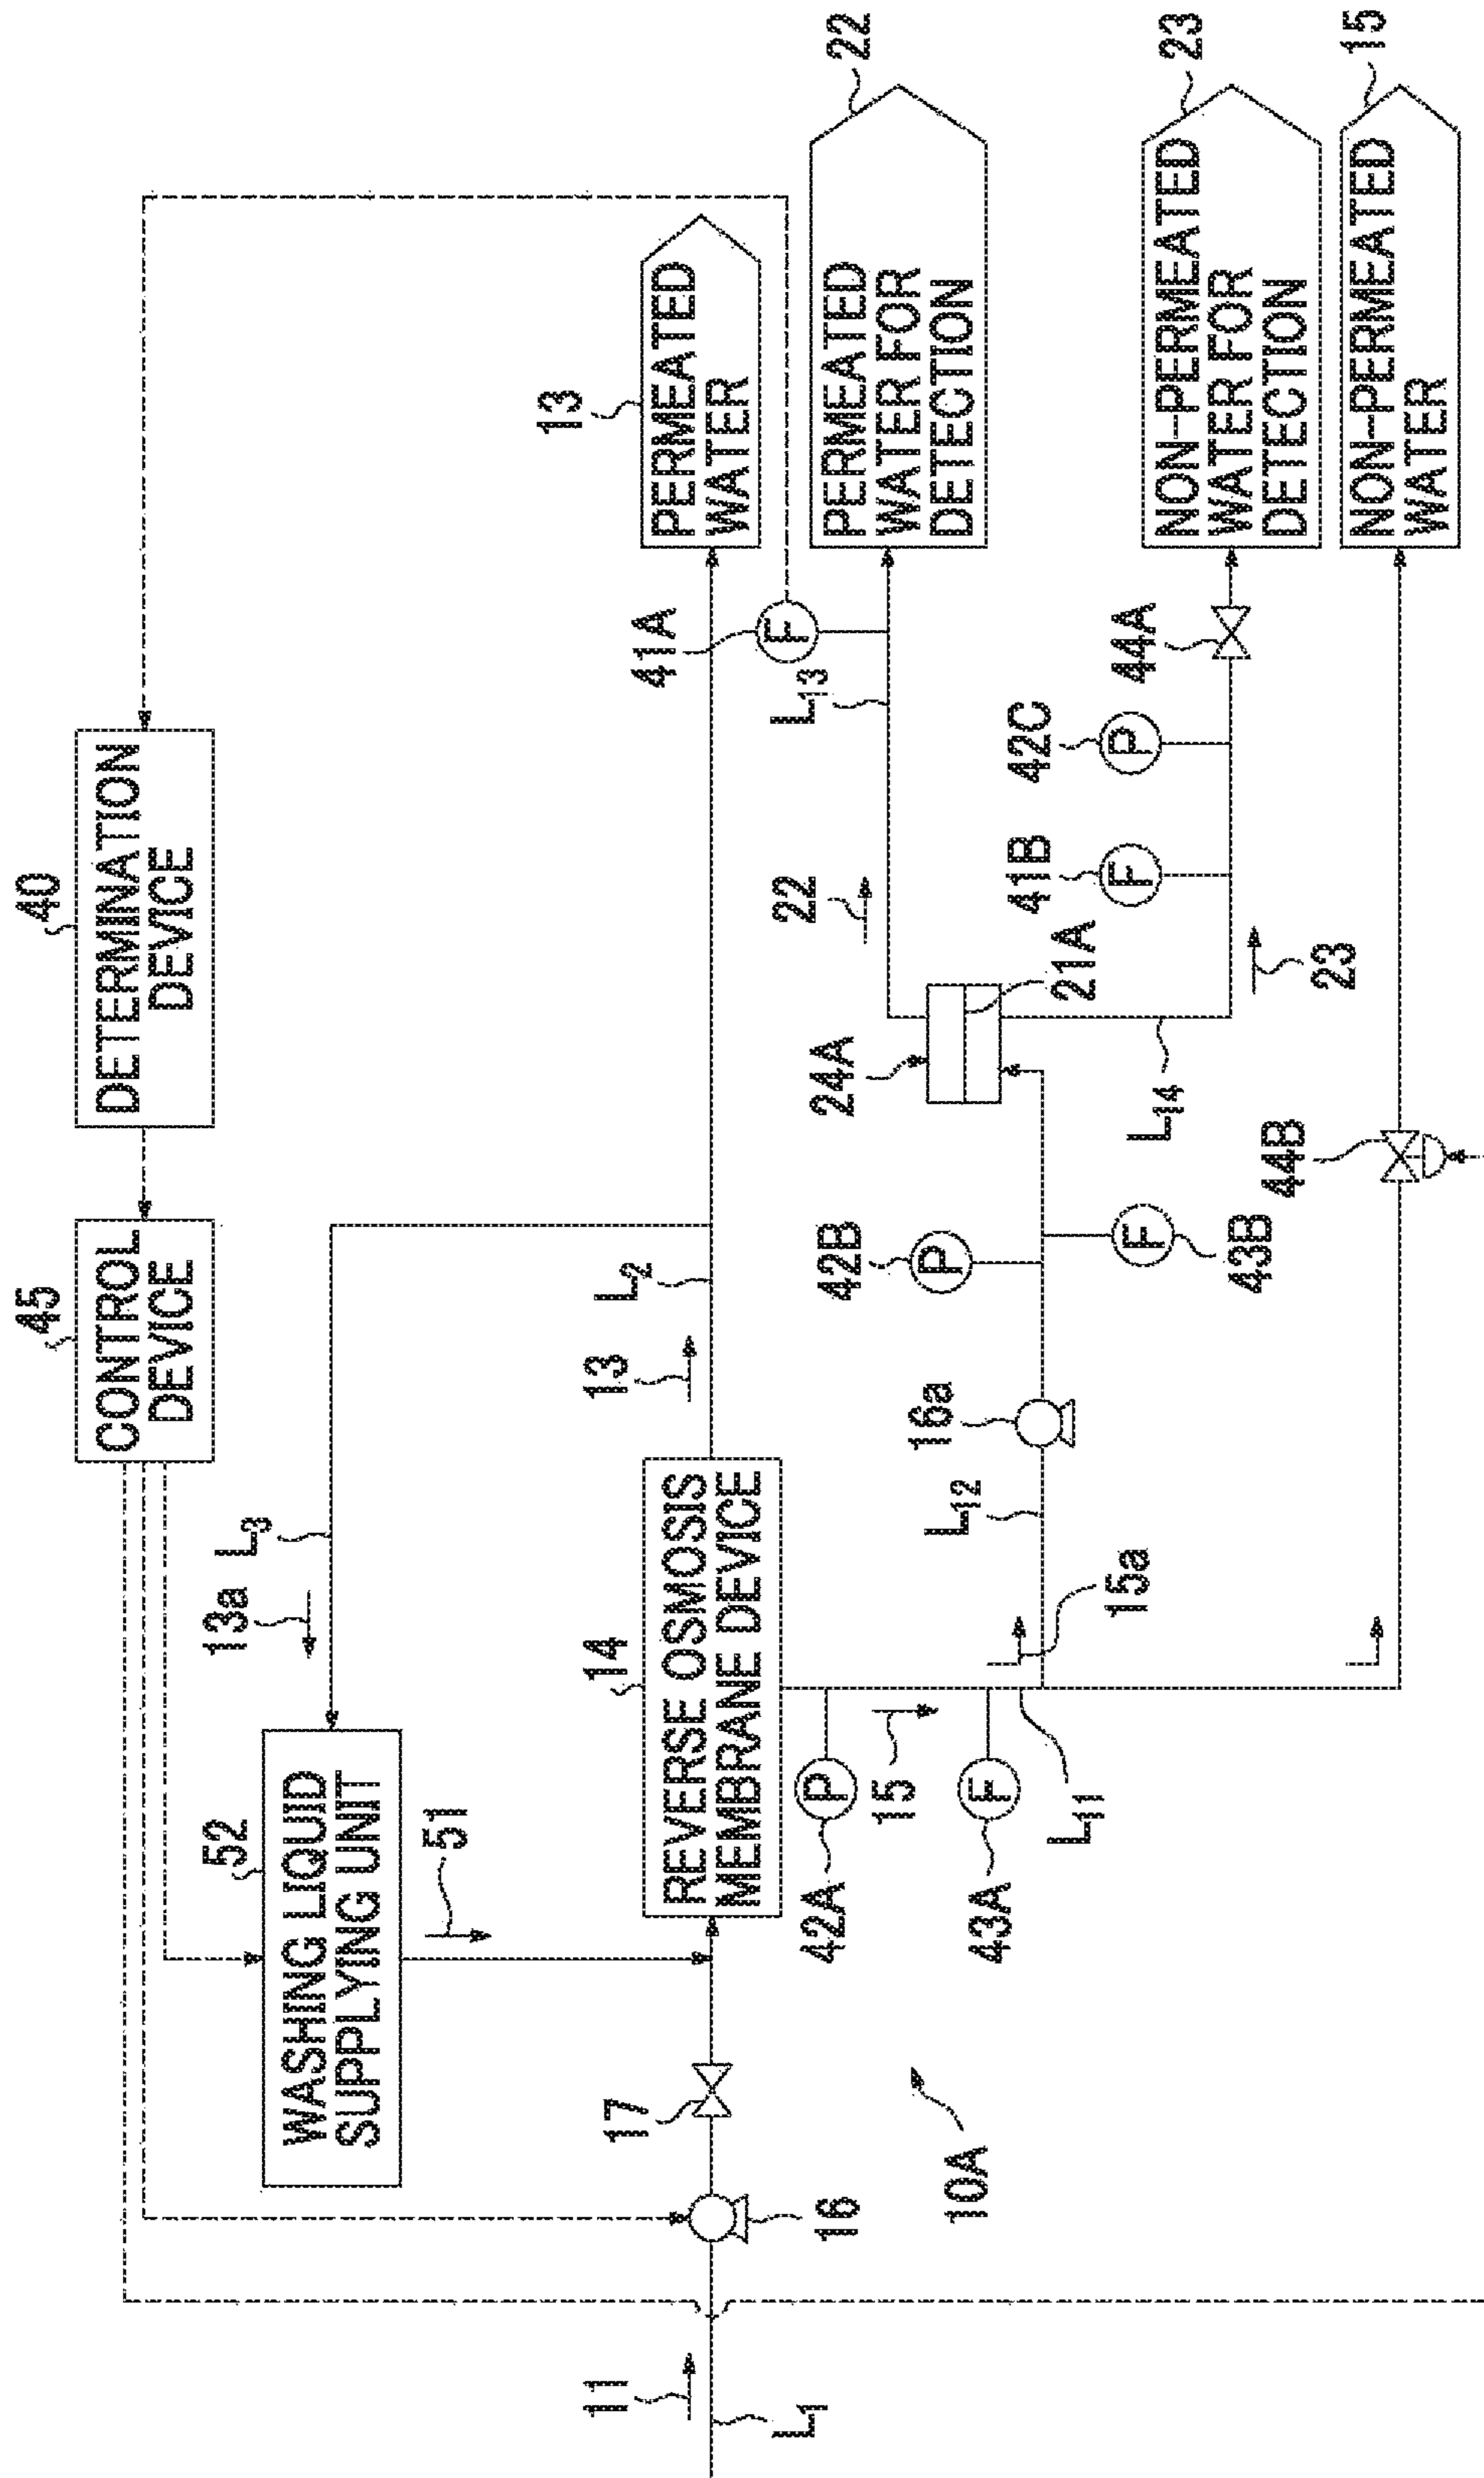 40
DETERMINATION
DEVICE
45
CONTROL
DEVICE
52
WASHING LIQUID
SUPPLYING UNIT
51
13a
L3
11
L1
16
17
14
REVERSE OSMOSIS
MEMBRANE DEVICE
13
L2
13
PERMEATED
WATER
41A
F
L13
22
22
PERMEATED
WATER FOR
DETECTION
24A
21A
42A
P
15
43A
F
L11
15a
L12
16a
42B
P
F
43B
L14
23
41B
F
42C
P
44A
23
NON-PERMEATED
WATER FOR
DETECTION
44B
15
NON-PERMEATED
WATER
10A